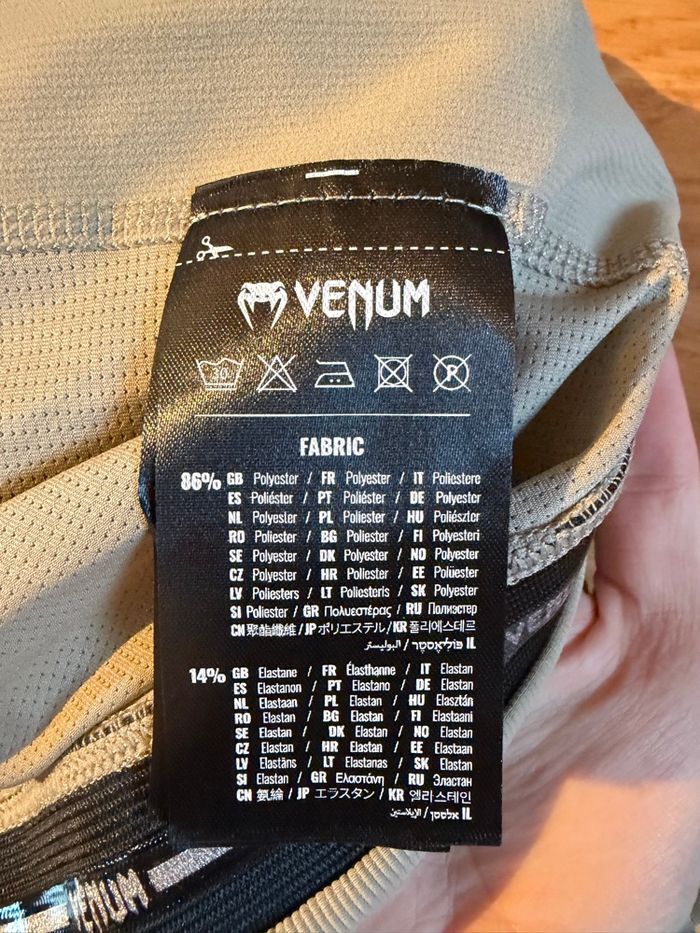 VENUM
30
P
FABRIC
86% GB Polyester / FR Polyester / IT Poliestere
ES Poliéster / PT Poliéster / DE Polyester
NL Polyester / PL Poliester / HU Poliészter
RO Poliester / BG Poliester / FI Polyesteri
SE Polyester / DK Polyester / NO Polyester
CZ Polyester / HR Poliester / EE Polüester
LV Poliesters / LT Poliesteris / SK Polyester
SI Poliester / GR Πολυεστέρας / RU Полиэстер
CN 聚酯纖維 / JP ポリエステル / KR 폴리에스테르
IL פוליאסטר / البوليستر
14% GB Elastane / FR Élasthanne / IT Elastan
ES Elastanon / PT Elastano / DE Elastan
NL Elastaan / PL Elastan / HU Elasztán
RO Elastan / BG Elastan / FI Elastaani
SE Elastan / DK Elastan / NO Elastan
CZ Elastan / HR Elastan / EE Elastaan
LV Elastāns / LT Elastanas / SK Elastan
SI Elastan / GR Ελαστάνη / RU Эластан
CN 氨綸 / JP エラスタン / KR 엘라스테인
IL אלסטן / الإيلاستين
VENUM